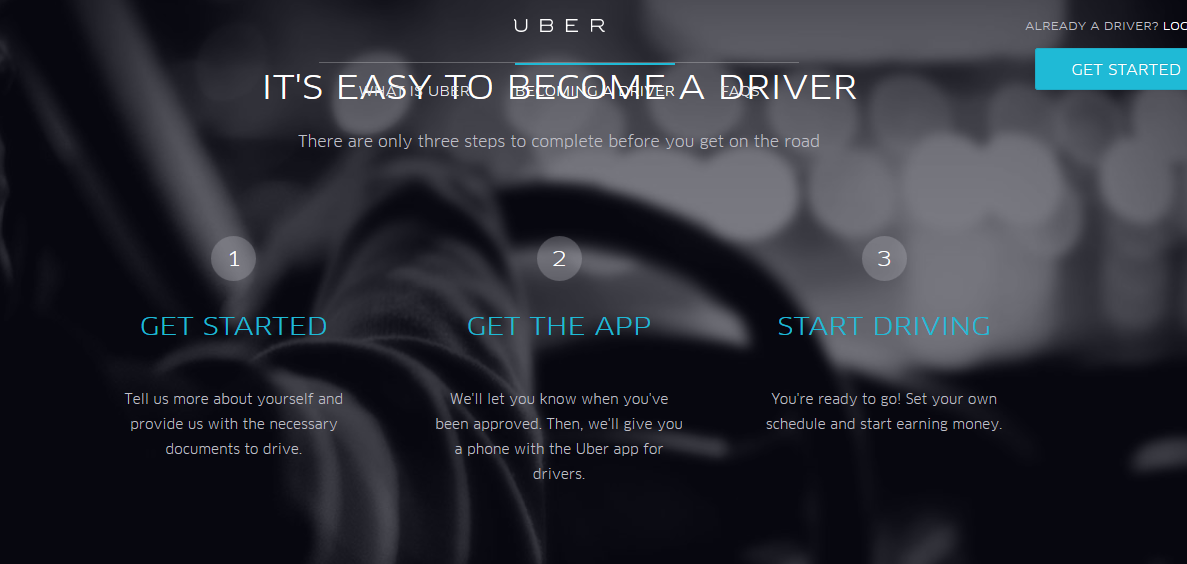 UBER
ALREADY A DRIVER? LOG
GET STARTED
IT'S EASY TO BECOME A DRIVER
WHAT IS UBER BECOMING A DRIVER FAQS
There are only three steps to complete before you get on the road
1
GET STARTED
Tell us more about yourself and
provide us with the necessary
documents to drive.
2
GET THE APP
We'll let you know when you've
been approved. Then, we'll give you
a phone with the Uber app for
drivers.
3
START DRIVING
You're ready to go! Set your own
schedule and start earning money.